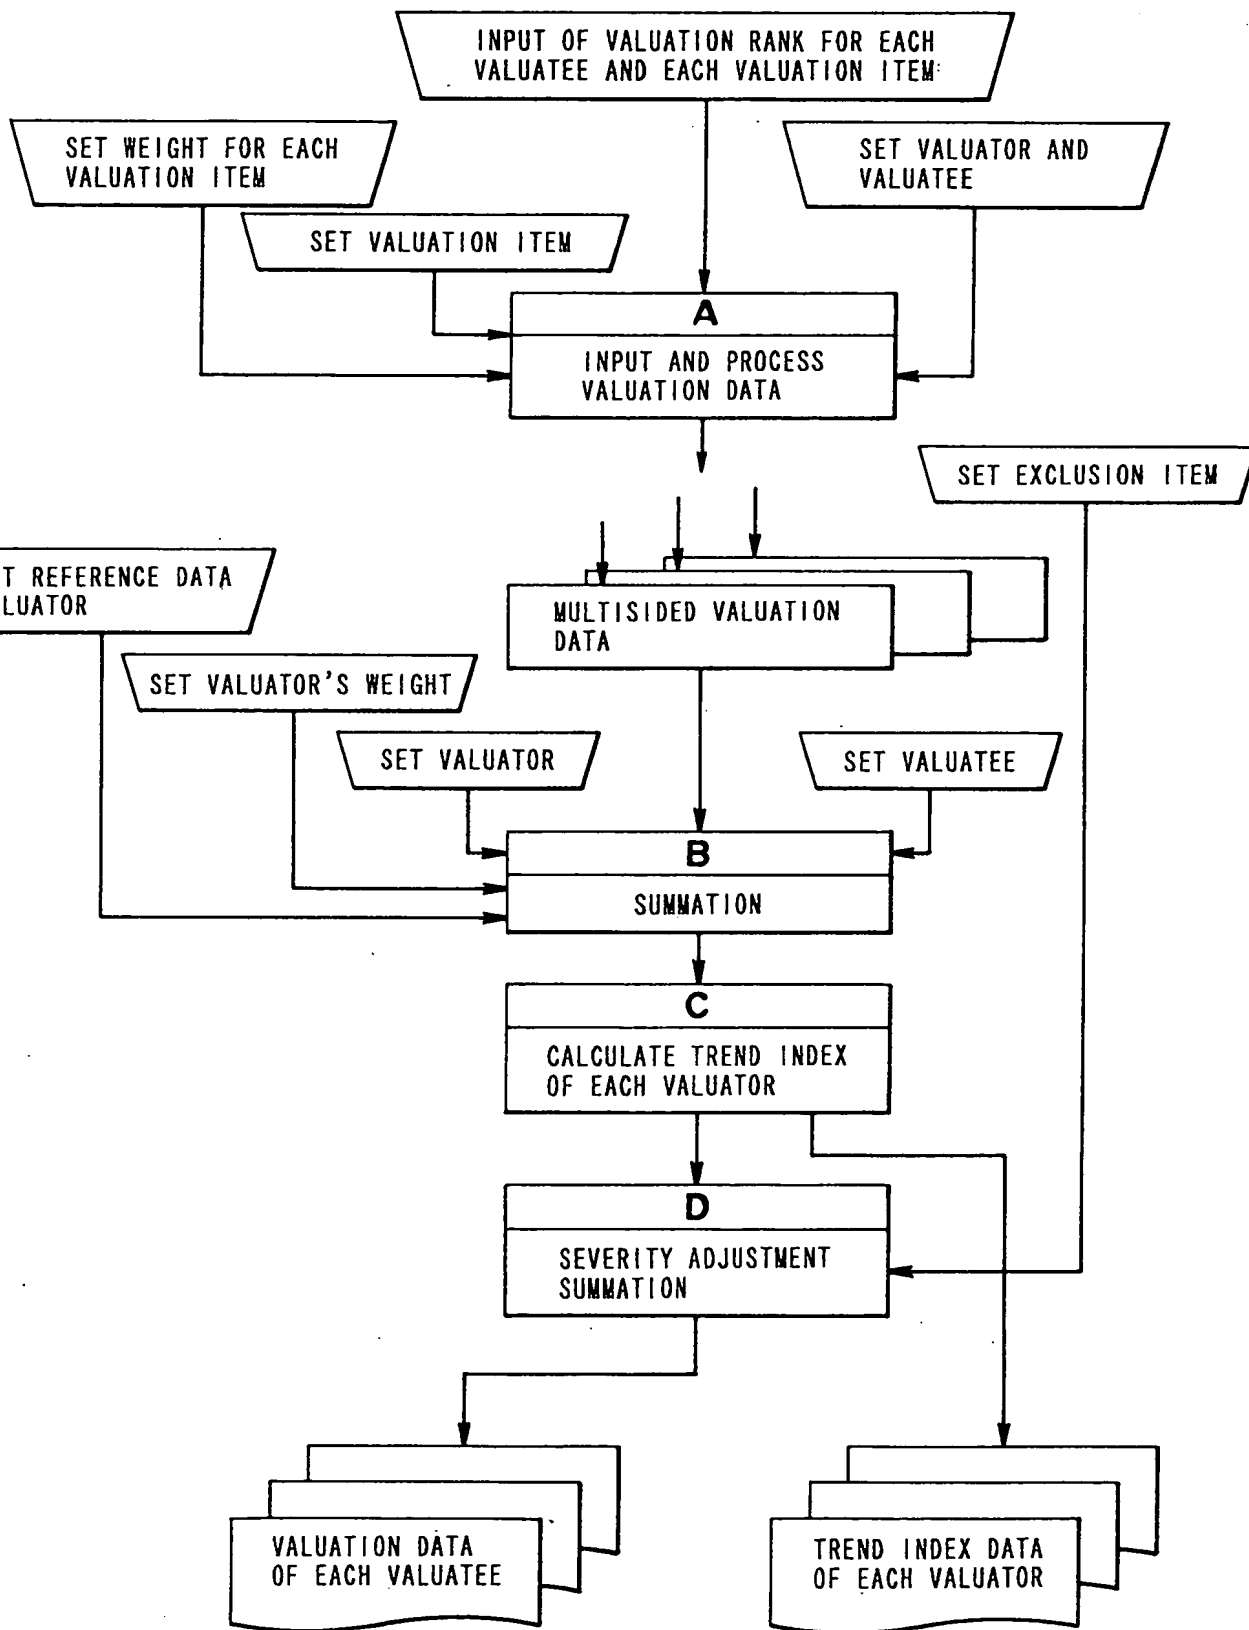 INPUT OF VALUATION RANK FOR EACH
VALUATEE AND EACH VALUATION ITEM
SET WEIGHT FOR EACH
VALUATION ITEM
SET VALUATOR AND
VALUATEE
SET VALUATION ITEM
A
INPUT AND PROCESS
VALUATION DATA
SET EXCLUSION ITEM
REFERENCE DATA
MULTISIDED VALUATION
DATA
SET VALUATOR'S WEIGHT
SET VALUATOR
SET VALUATEE
B
SUMMATION
C
CALCULATE TREND INDEX
OF EACH VALUATOR
D
SEVERITY ADJUSTMENT
SUMMATION
VALUATION DATA
OF EACH VALUATEE
TREND INDEX DATA
OF EACH VALUATOR